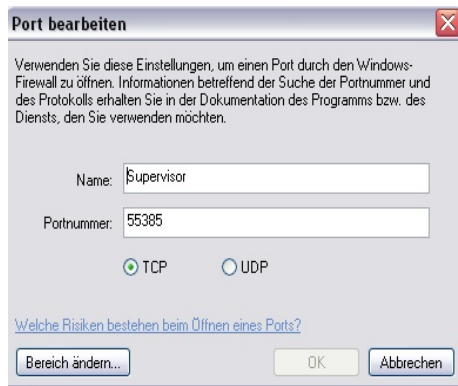 Port bearbeiten
Verwenden Sie diese Einstellungen, um einen Port durch den Windows-
Firewall zu öffnen. Informationen betreffend der Suche der Portnummer und
des Protokolls erhalten Sie in der Dokumentation des Programms bzw. des
Diensts, den Sie verwenden möchten.
Name: Supervisor
Portnummer: 55385
TCP UDP
Welche Risiken bestehen beim Öffnen eines Ports?
Bereich ändern... OK Abbrechen